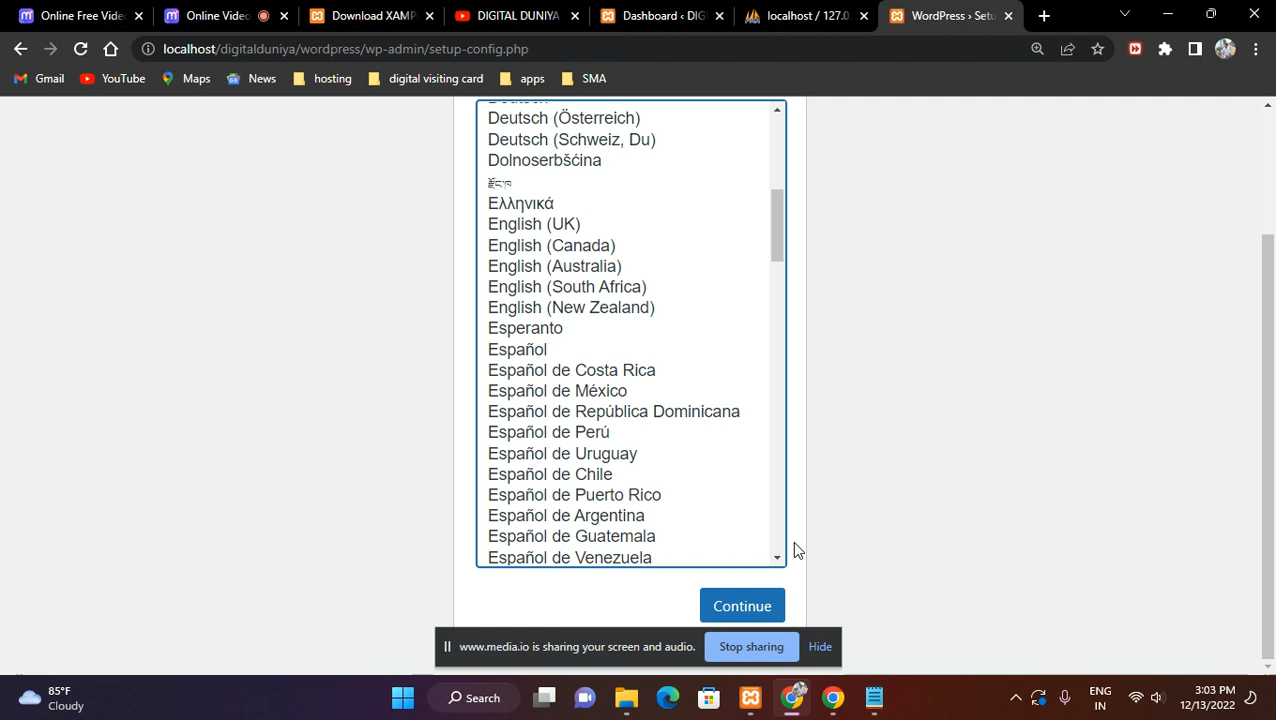 Online Free Vide
Online Video
Download XAMP
DIGITAL DUNIYA
Dashboard ‹ DIG
localhost / 127.0.
WordPress › Setu
localhost/digitalduniya/wordpress/wp-admin/setup-config.php
Gmail
YouTube
Maps
News
hosting
digital visiting card
apps
SMA
Deutsch
Deutsch (Österreich)
Deutsch (Schweiz, Du)
Dolnoserbšćina
རྫོང་ཁ
Ελληνικά
English (UK)
English (Canada)
English (Australia)
English (South Africa)
English (New Zealand)
Esperanto
Español
Español de Costa Rica
Español de México
Español de República Dominicana
Español de Perú
Español de Uruguay
Español de Chile
Español de Puerto Rico
Español de Argentina
Español de Guatemala
Español de Venezuela
Continue
www.media.io is sharing your screen and audio.
Stop sharing
Hide
85°F
Cloudy
Search
ENG
IN
3:03 PM
12/13/2022